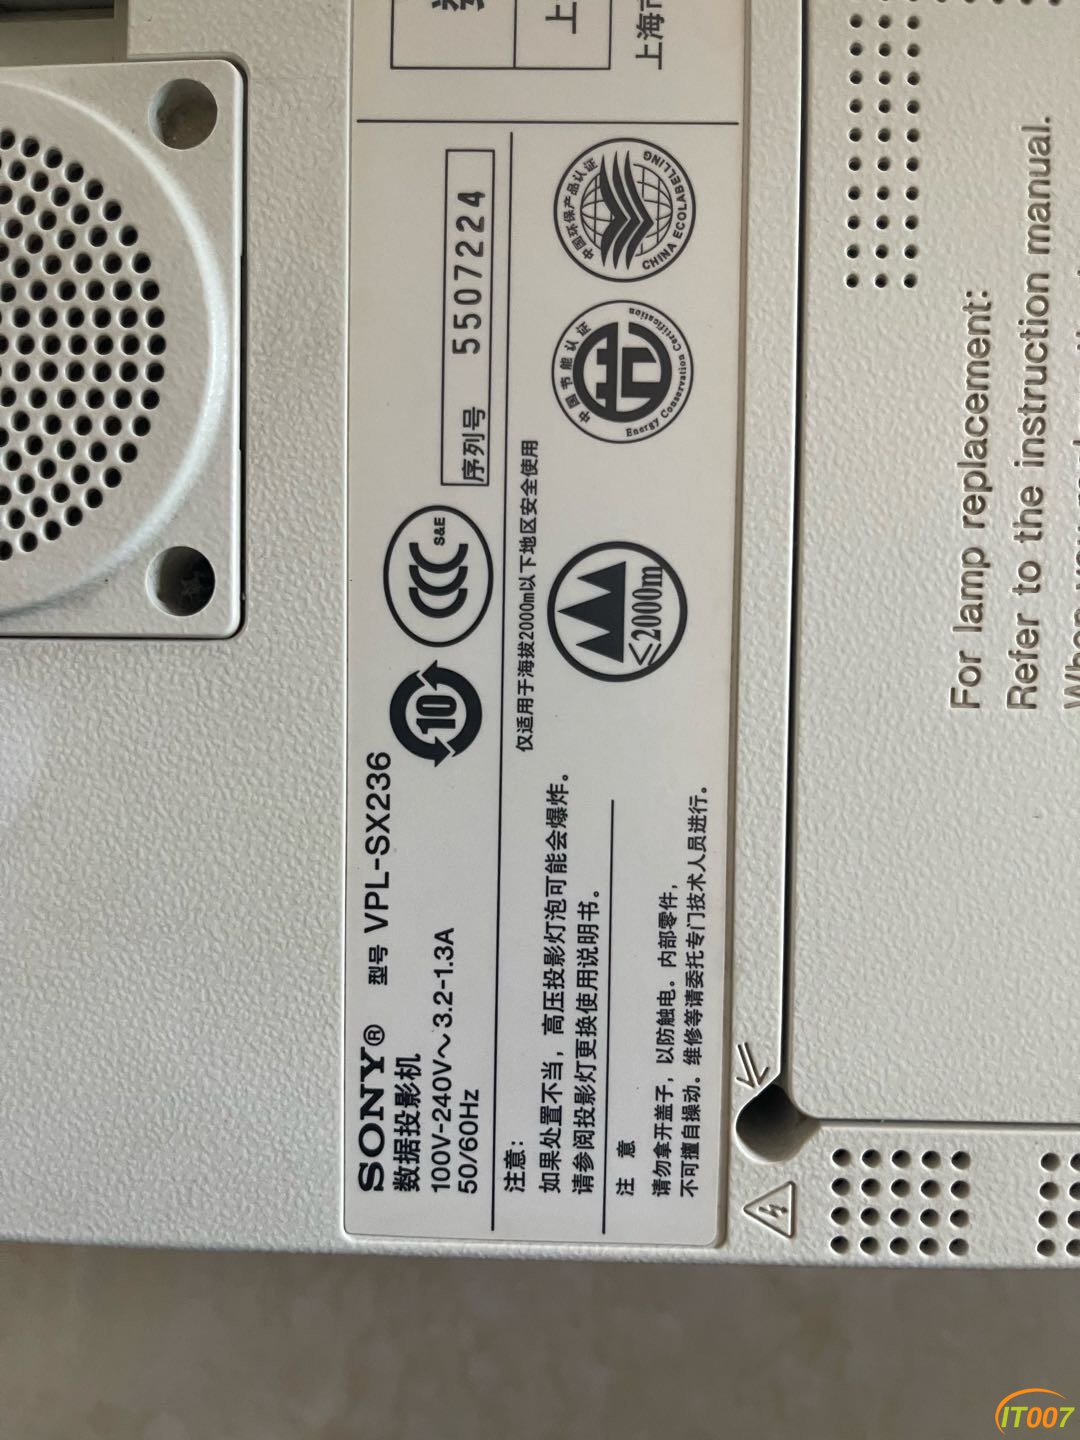 SONY® 型号 VPL-SX236
数据投影机
100V-240V～3.2-1.3A
50/60Hz
10
CCC S&E
序列号 5507224
注意：
如果处置不当，高压投影灯泡可能会爆炸。
请参阅投影灯更换使用说明书。
仅适用于海拔2000m以下地区安全使用
≤2000m
中国节能认证
Energy Conservation Certification
中国环保产品认证
CHINA ECOLABELLING
注 意
请勿拿开盖子，以防触电。内部零件，
不可擅自操动。维修等请委托专门技术人员进行。
上
上海市
For lamp replacement:
Refer to the instruction manual.
IT007